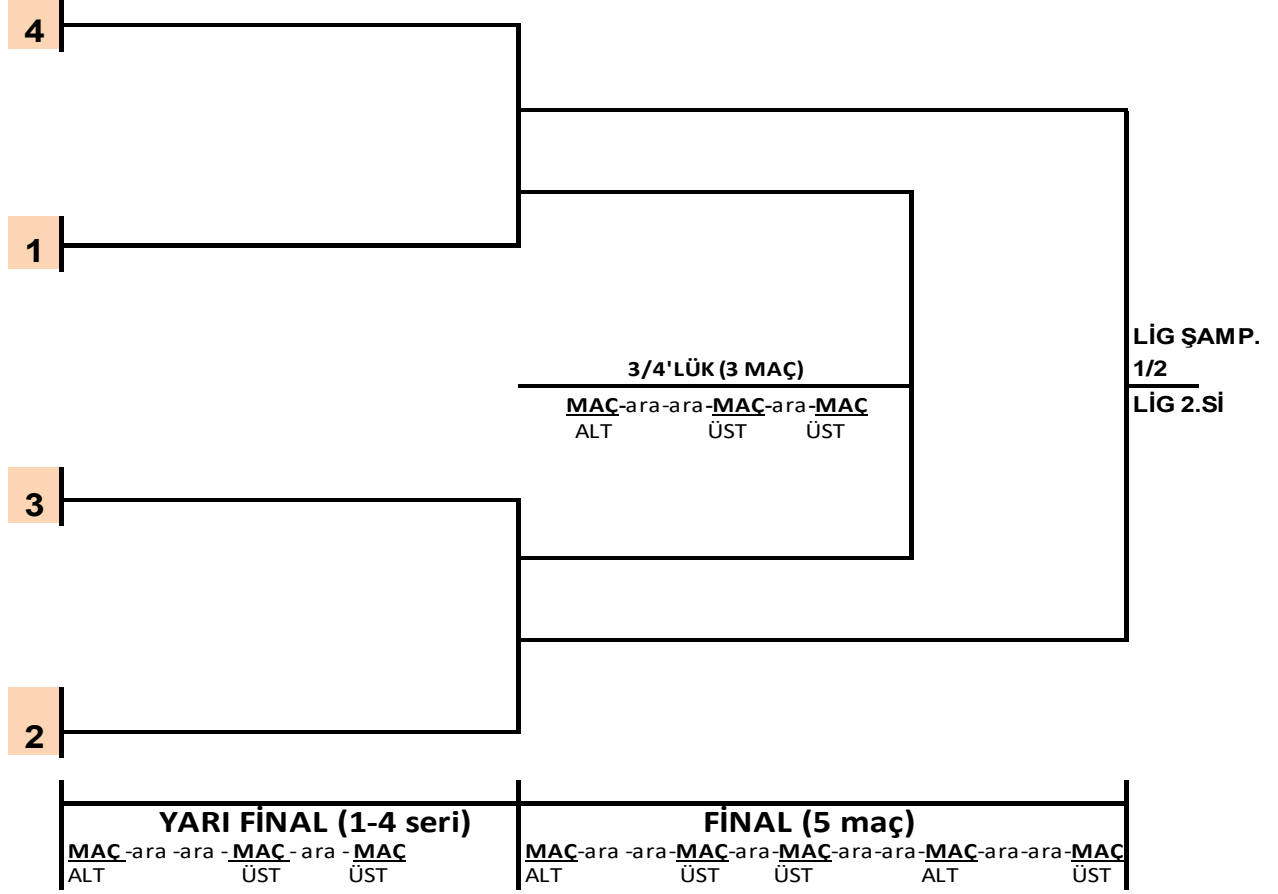 4
1
LİG ŞAMP.
3/4'LÜK (3 MAÇ)
1/2
MAÇ-ara-ara-MAÇ-ara-MAÇ
LİG 2.Sİ
ALT ÜST ÜST
3
2
YARI FİNAL (1-4 seri)
MAÇ -ara -ara - MAÇ - ara - MAÇ
ALT ÜST ÜST
FİNAL (5 maç)
MAÇ-ara -ara-MAÇ-ara-MAÇ-ara-ara-MAÇ-ara-ara-MAÇ
ALT ÜST ÜST ALT ÜST